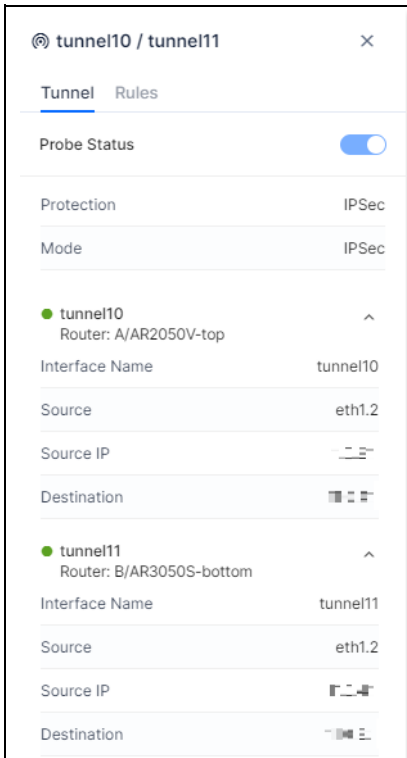 tunnel10 / tunnel11
Tunnel Rules
Probe Status
Protection IPSec
Mode IPSec
tunnel10
Router: A/AR2050V-top
Interface Name tunnel10
Source eth1.2
Source IP
Destination
tunnel11
Router: B/AR3050S-bottom
Interface Name tunnel11
Source eth1.2
Source IP
Destination